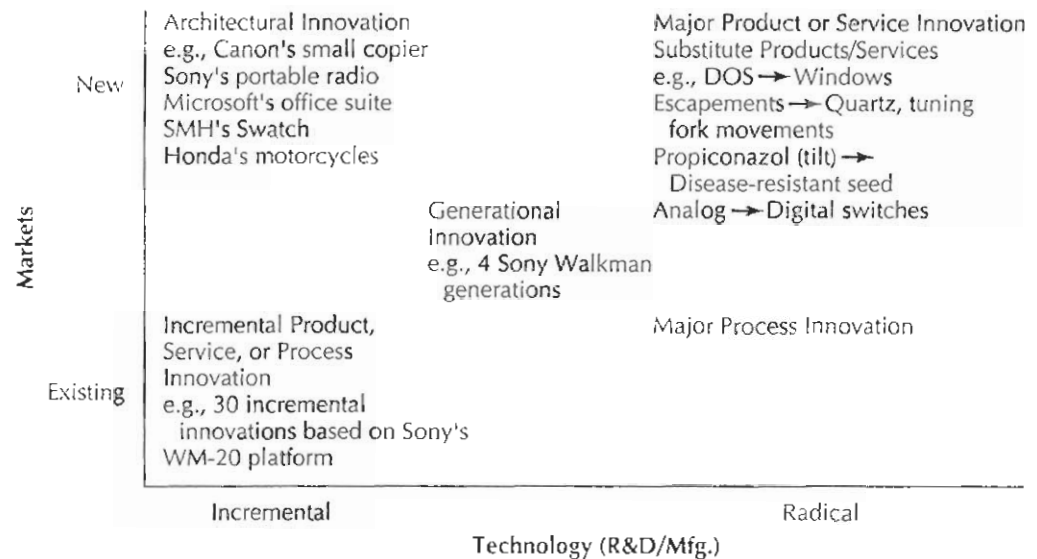 New
Architectural Innovation
e.g., Canon's small copier
Sony's portable radio
Microsoft's office suite
SMH's Swatch
Honda's motorcycles
Major Product or Service Innovation
Substitute Products/Services
e.g., DOS → Windows
Escapements → Quartz, tuning
fork movements
Propiconazol (tilt) →
Disease-resistant seed
Analog → Digital switches
Markets
Generational
Innovation
e.g., 4 Sony Walkman
generations
Existing
Incremental Product,
Service, or Process
Innovation
e.g., 30 incremental
innovations based on Sony's
WM-20 platform
Major Process Innovation
Incremental
Radical
Technology (R&D/Mfg.)